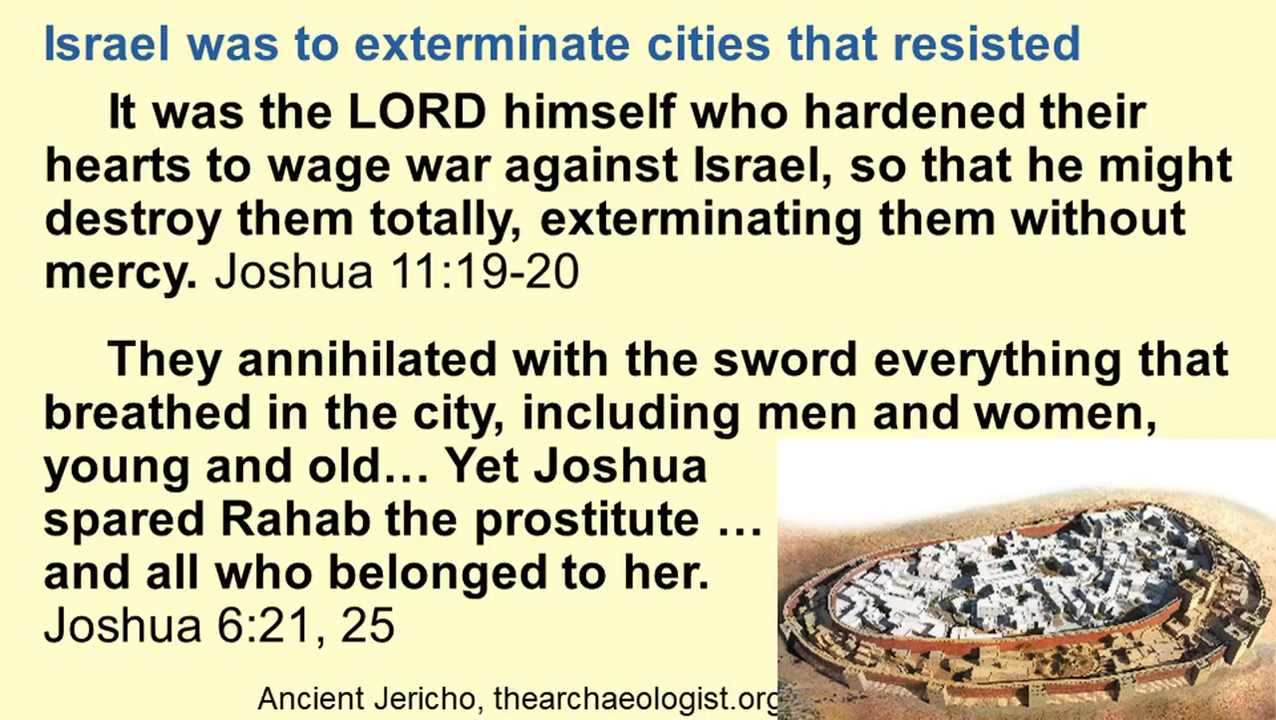 Israel was to exterminate cities that resisted
It was the LORD himself who hardened their
hearts to wage war against Israel, so that he might
destroy them totally, exterminating them without
mercy. Joshua 11:19-20
They annihilated with the sword everything that
breathed in the city, including men and women,
young and old… Yet Joshua
spared Rahab the prostitute …
and all who belonged to her.
Joshua 6:21, 25
Ancient Jericho, thearchaeologist.org